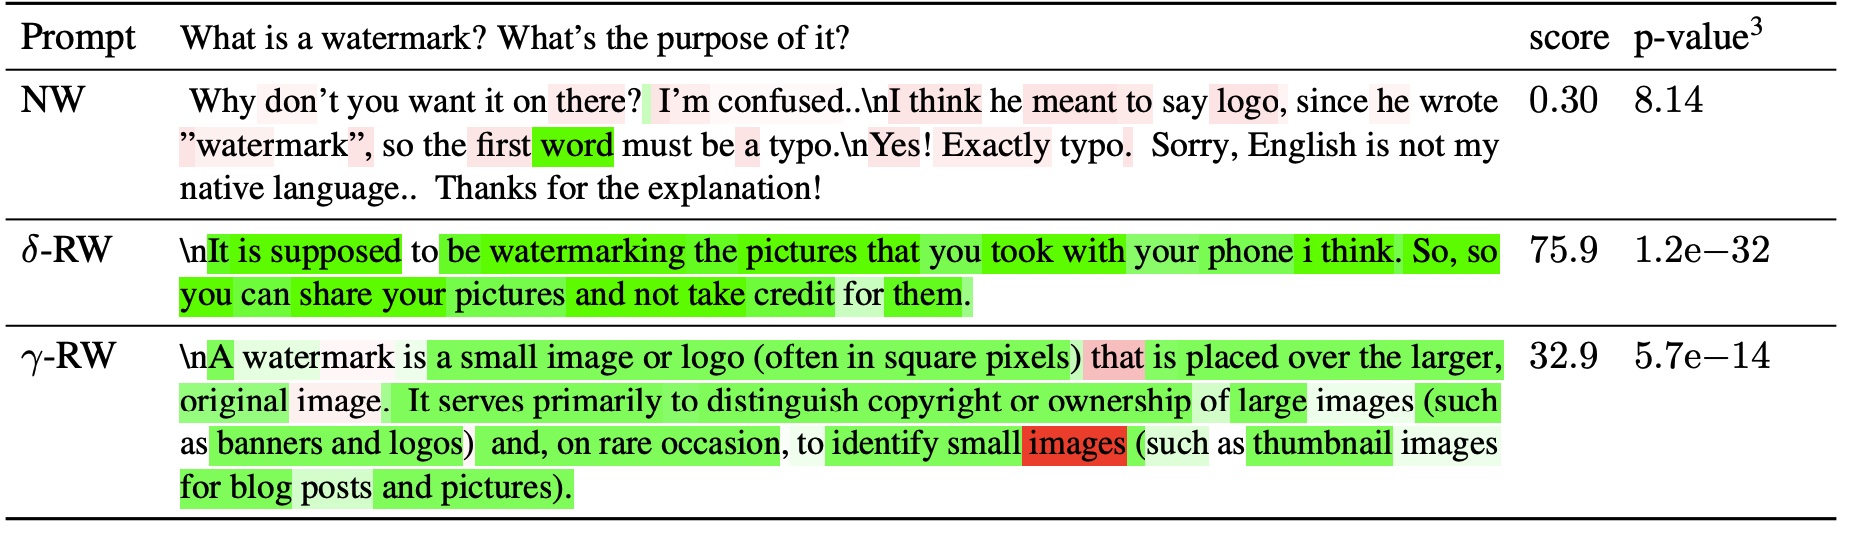 Prompt What is a watermark? What's the purpose of it? score p-value³
NW Why don't you want it on there? I'm confused..\nI think he meant to say logo, since he wrote 0.30 8.14
"watermark", so the first word must be a typo.\nYes! Exactly typo. Sorry, English is not my
native language.. Thanks for the explanation!
δ-RW \nIt is supposed to be watermarking the pictures that you took with your phone i think. So, so 75.9 1.2e−32
you can share your pictures and not take credit for them.
γ-RW \nA watermark is a small image or logo (often in square pixels) that is placed over the larger, 32.9 5.7e−14
original image. It serves primarily to distinguish copyright or ownership of large images (such
as banners and logos) and, on rare occasion, to identify small images (such as thumbnail images
for blog posts and pictures).